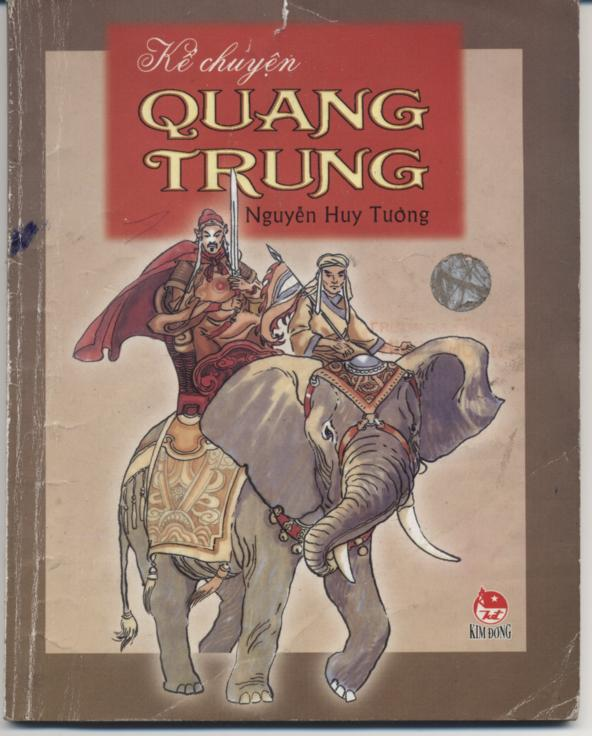 Kể chuyện
QUANG
TRUNG
Nguyễn Huy Tưởng
KIM ĐỒNG